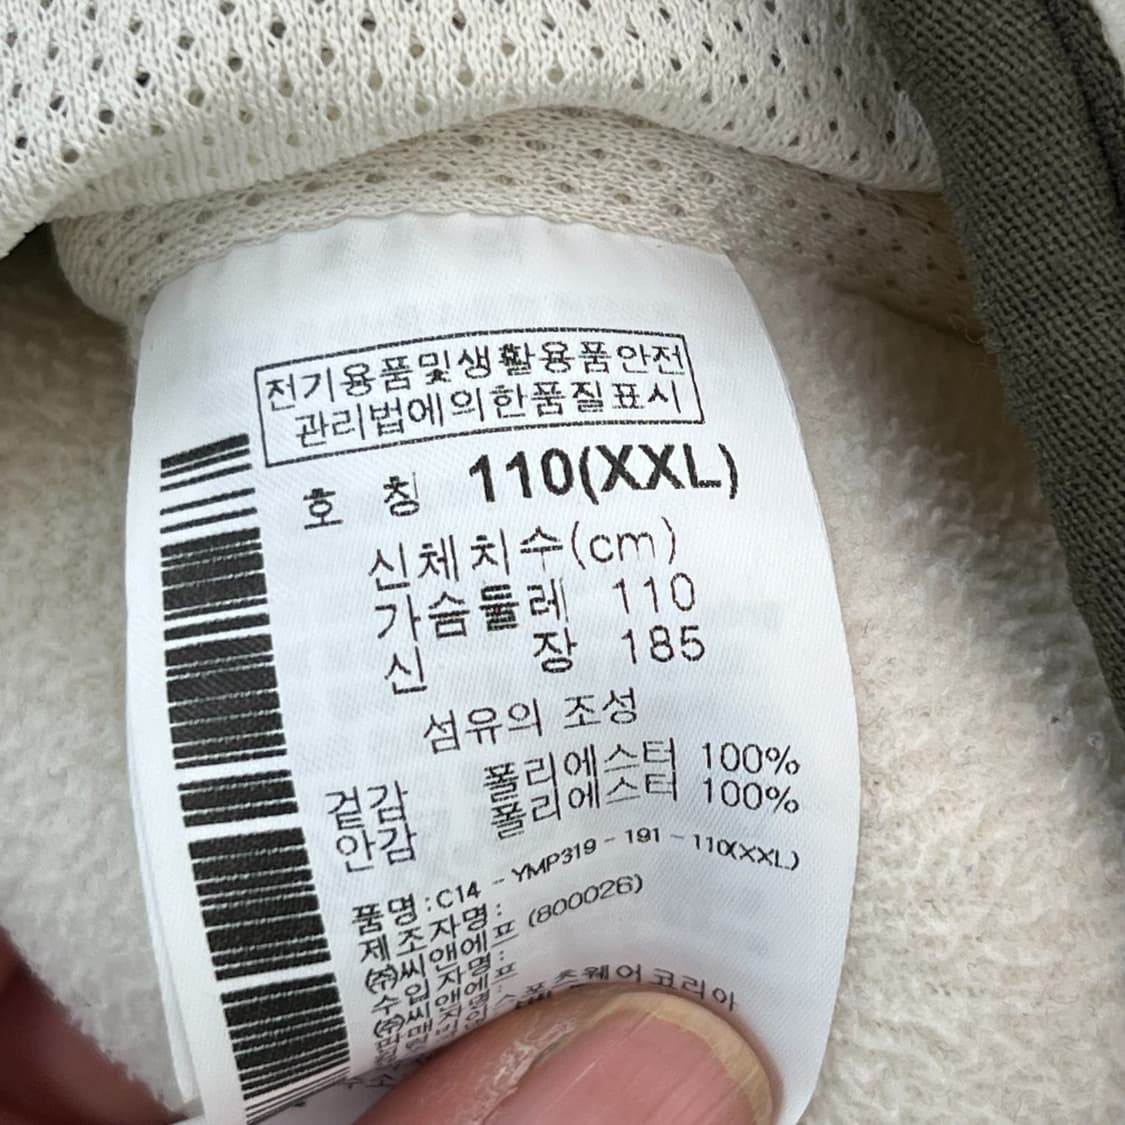 전기용품및생활용품안전
관리법에의한품질표시
호 칭 110(XXL)
신체치수(cm)
가슴둘레 110
신 장 185
섬유의 조성
겉감 폴리에스터 100%
안감 폴리에스터 100%
품명:C14 - YMP319 - 191 - 110(XXL)
제조자명:
㈜씨앤에프 (800026)
수입자명:
㈜씨앤에프
츠웨어코리아